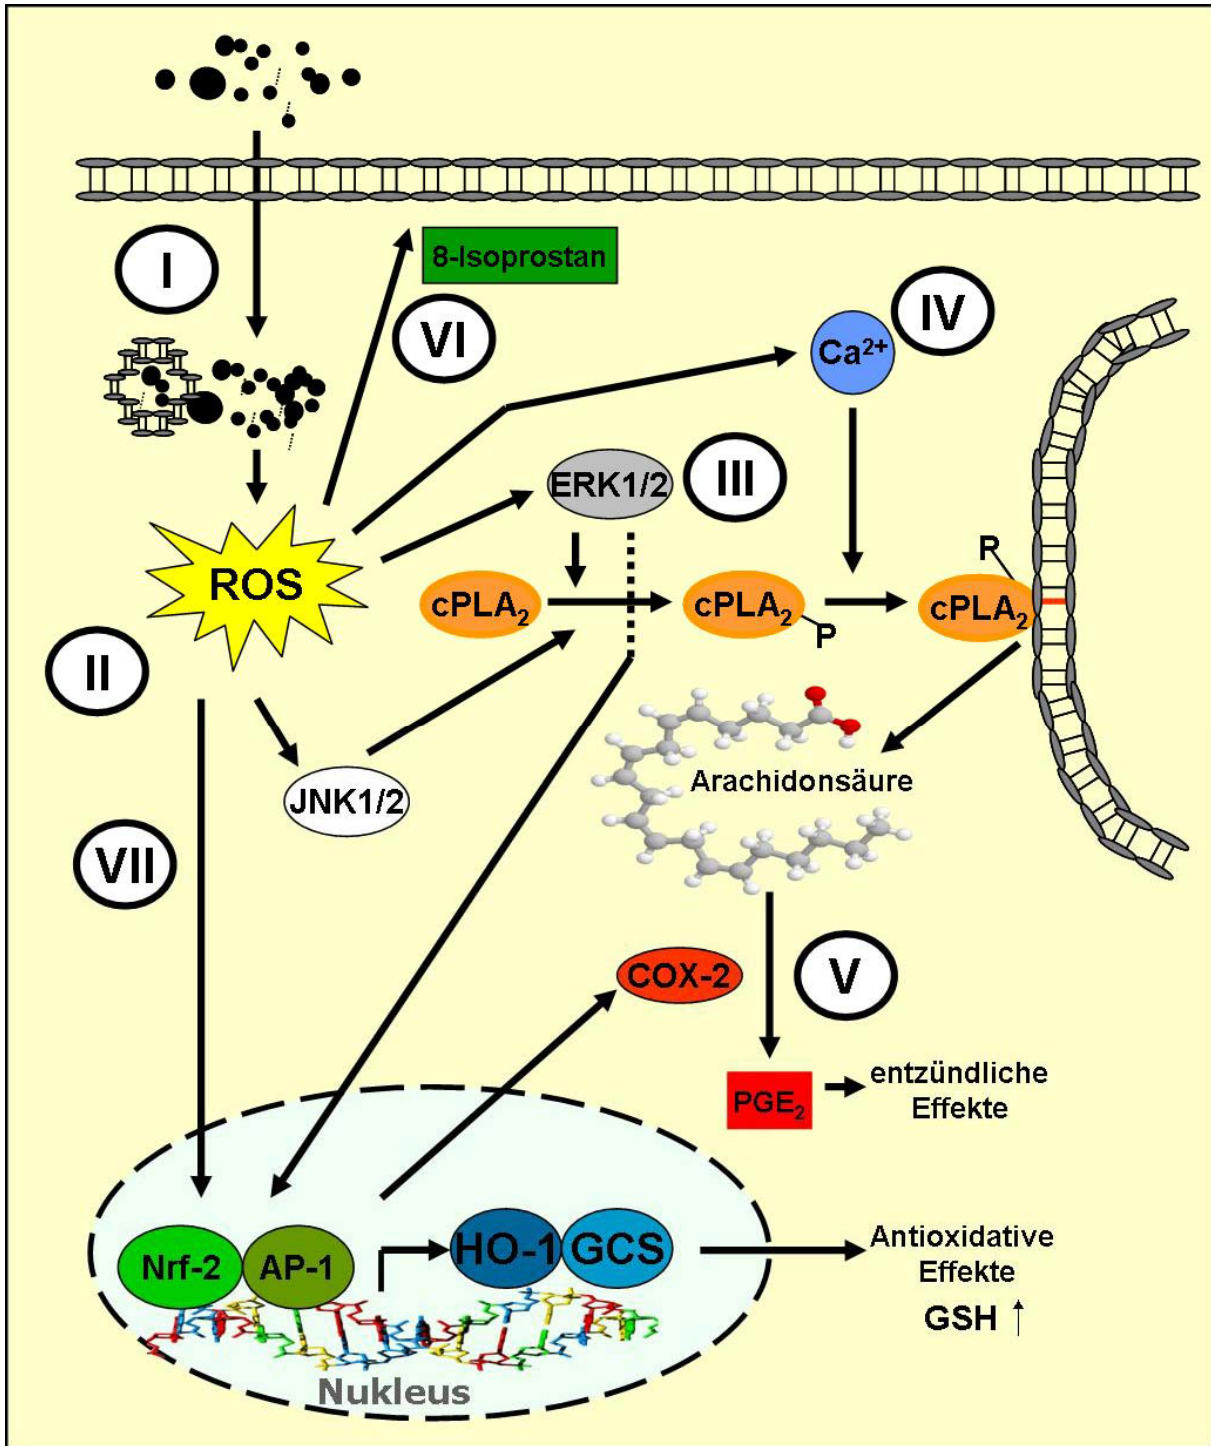 I
8-Isoprostan
VI
IV
Ca²⁺
ERK1/2
III
ROS
cPLA₂
cPLA₂
P
P
cPLA₂
II
JNK1/2
Arachidonsäure
VII
COX-2
V
PGE₂
entzündliche
Effekte
Nrf-2
AP-1
HO-1
GCS
Antioxidative
Effekte
GSH ↑
Nukleus